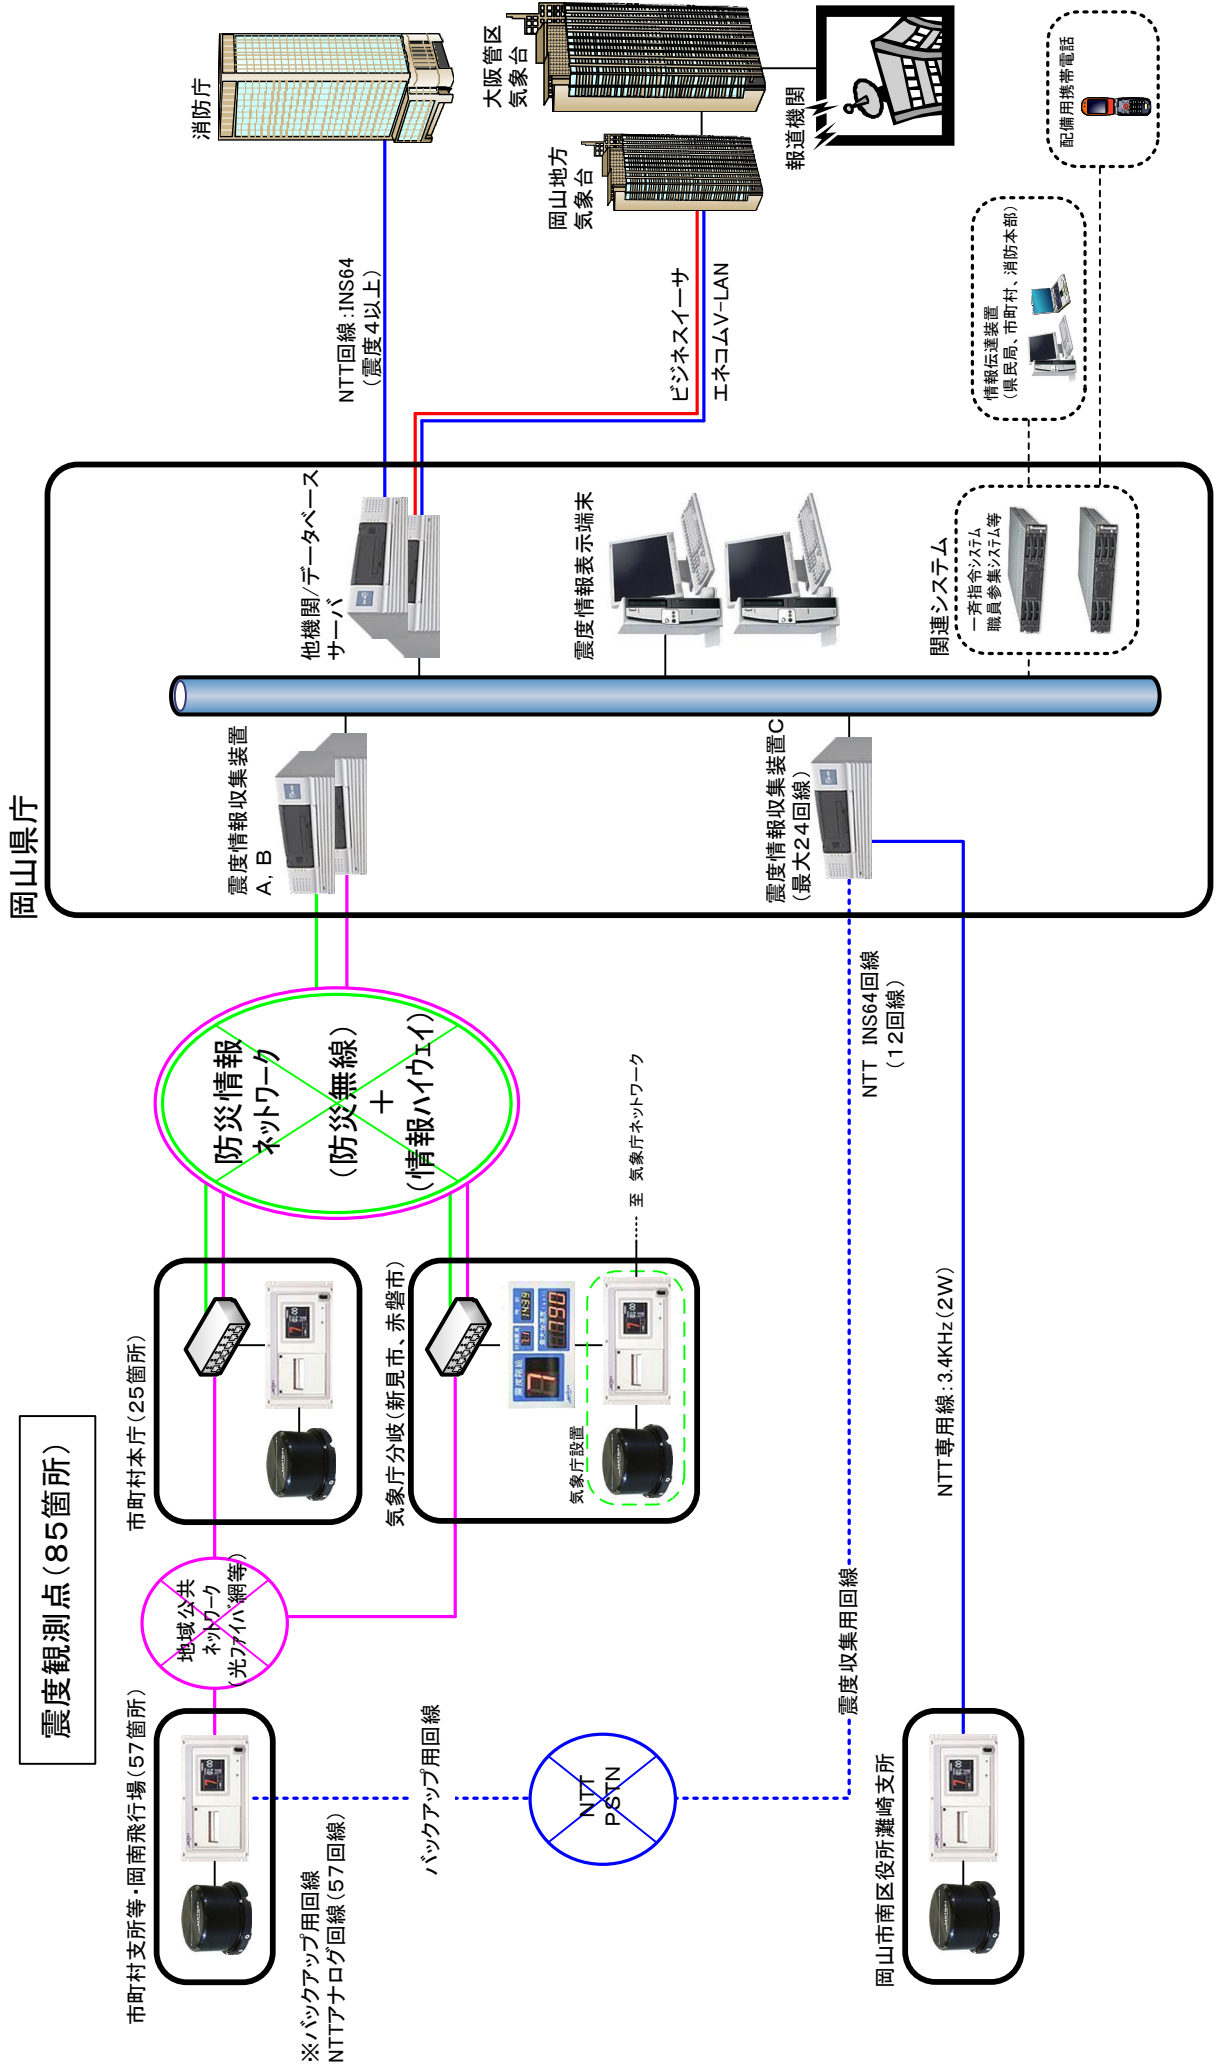 震度観測点(85箇所)
岡山県庁
市町村支所等・岡南飛行場(57箇所)
※バックアップ用回線
NTTアナログ回線(57回線)
地域公共
ネットワーク
(光ファイバ網等)
市町村本庁(25箇所)
気象庁分岐(新見市、赤磐市)
気象庁設置
震度階級
計測震度
時刻
最大加速度(gal)
至 気象庁ネットワーク
防災情報
ネットワーク
(防災無線)
+
(情報ハイウェイ)
バックアップ用回線
NTT
PSTN
震度収集用回線
NTT INS64回線
(12回線)
岡山市南区役所灘崎支所
NTT専用線:3.4KHz(2W)
震度情報収集装置
A, B
震度情報収集装置C
(最大24回線)
他機関/データベース
サーバ
震度情報表示端末
関連システム
一斉指令システム
職員参集システム等
NTT回線:INS64
(震度4以上)
ビジネスイーサ
エネコムV-LAN
消防庁
大阪管区
気象台
岡山地方
気象台
報道機関
情報伝達装置
(県民局、市町村、消防本部)
配備用携帯電話